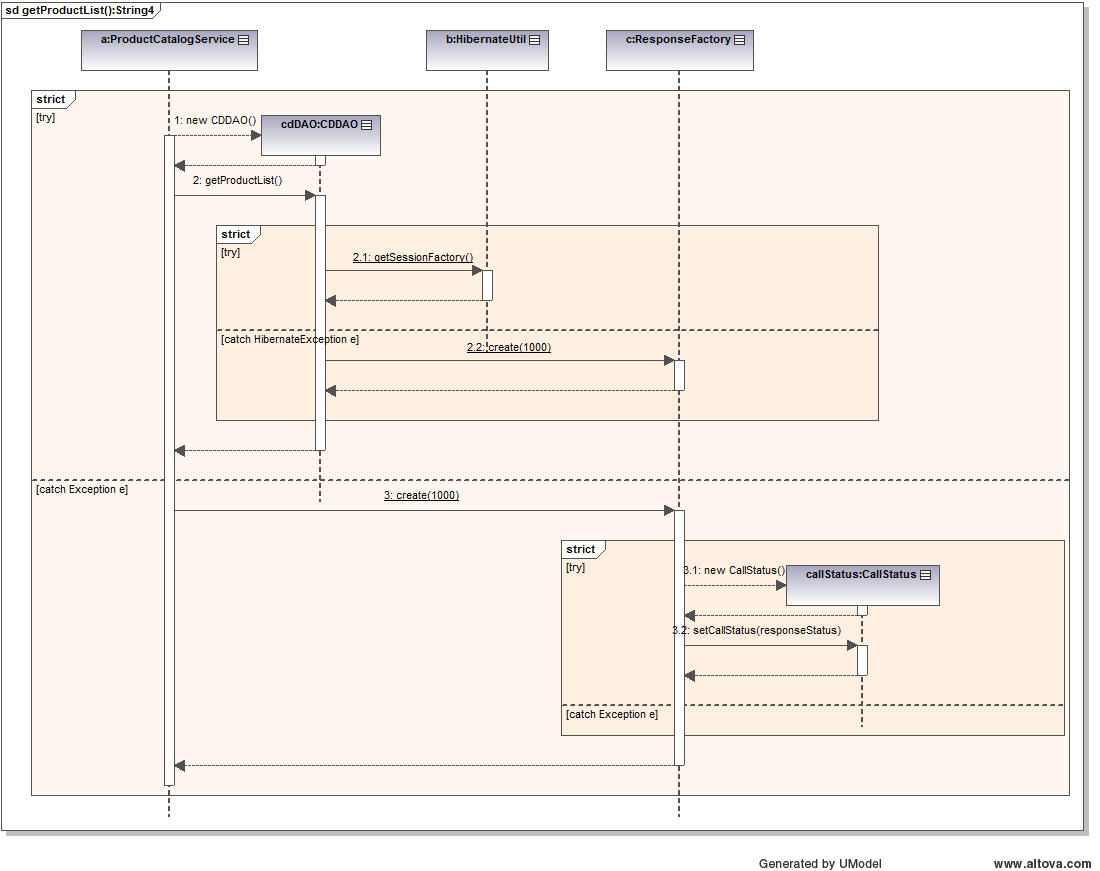 sd getProductList():String4
a:ProductCatalogService
b:HibernateUtil
c:ResponseFactory
strict
[try]
1: new CDDAO()
cdDAO:CDDAO
2: getProductList()
strict
[try]
2.1: getSessionFactory()
[catch HibernateException e]
2.2: create(1000)
[catch Exception e]
3: create(1000)
strict
[try]
3.1: new CallStatus()
callStatus:CallStatus
3.2: setCallStatus(responseStatus)
[catch Exception e]
Generated by UModel
www.altova.com